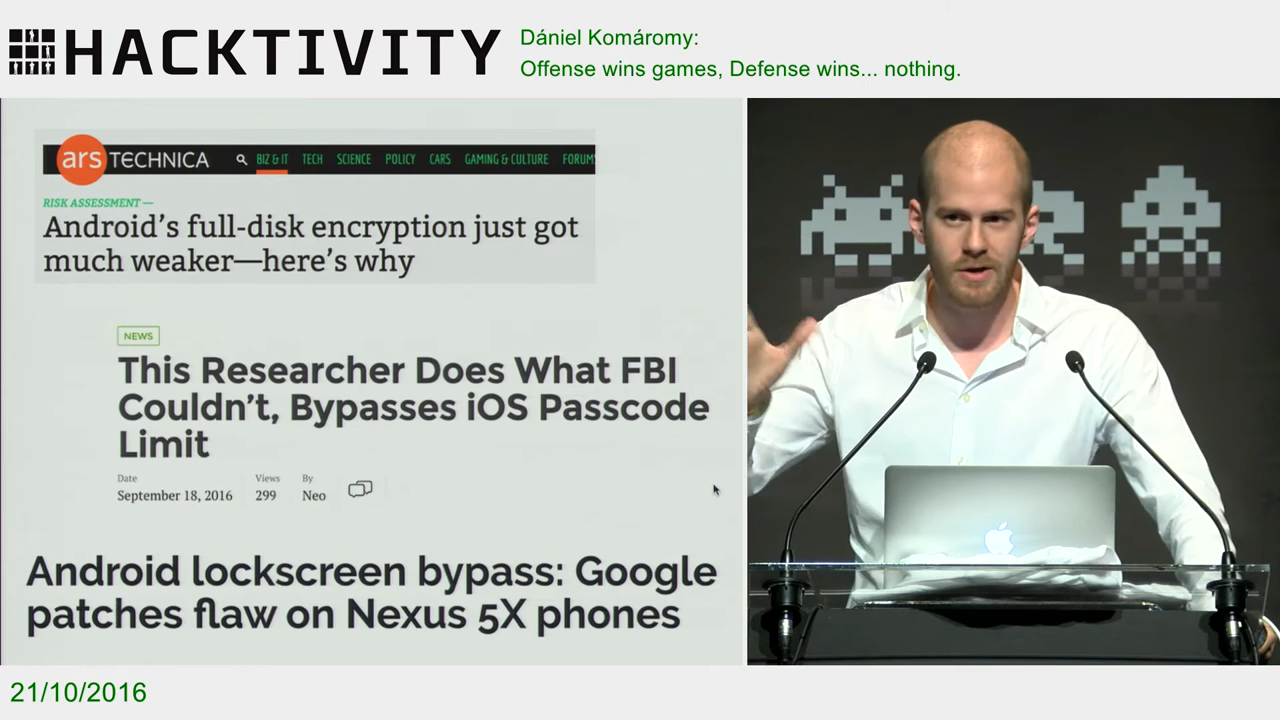 HACKTIVITY
Dániel Komáromy:
Offense wins games, Defense wins... nothing.
ars TECHNICA BIZ & IT TECH SCIENCE POLICY CARS GAMING & CULTURE FORUMS
RISK ASSESSMENT —
Android's full-disk encryption just got
much weaker—here's why
NEWS
This Researcher Does What FBI
Couldn't, Bypasses iOS Passcode
Limit
Date Views By
September 18, 2016 299 Neo
Android lockscreen bypass: Google
patches flaw on Nexus 5X phones
21/10/2016